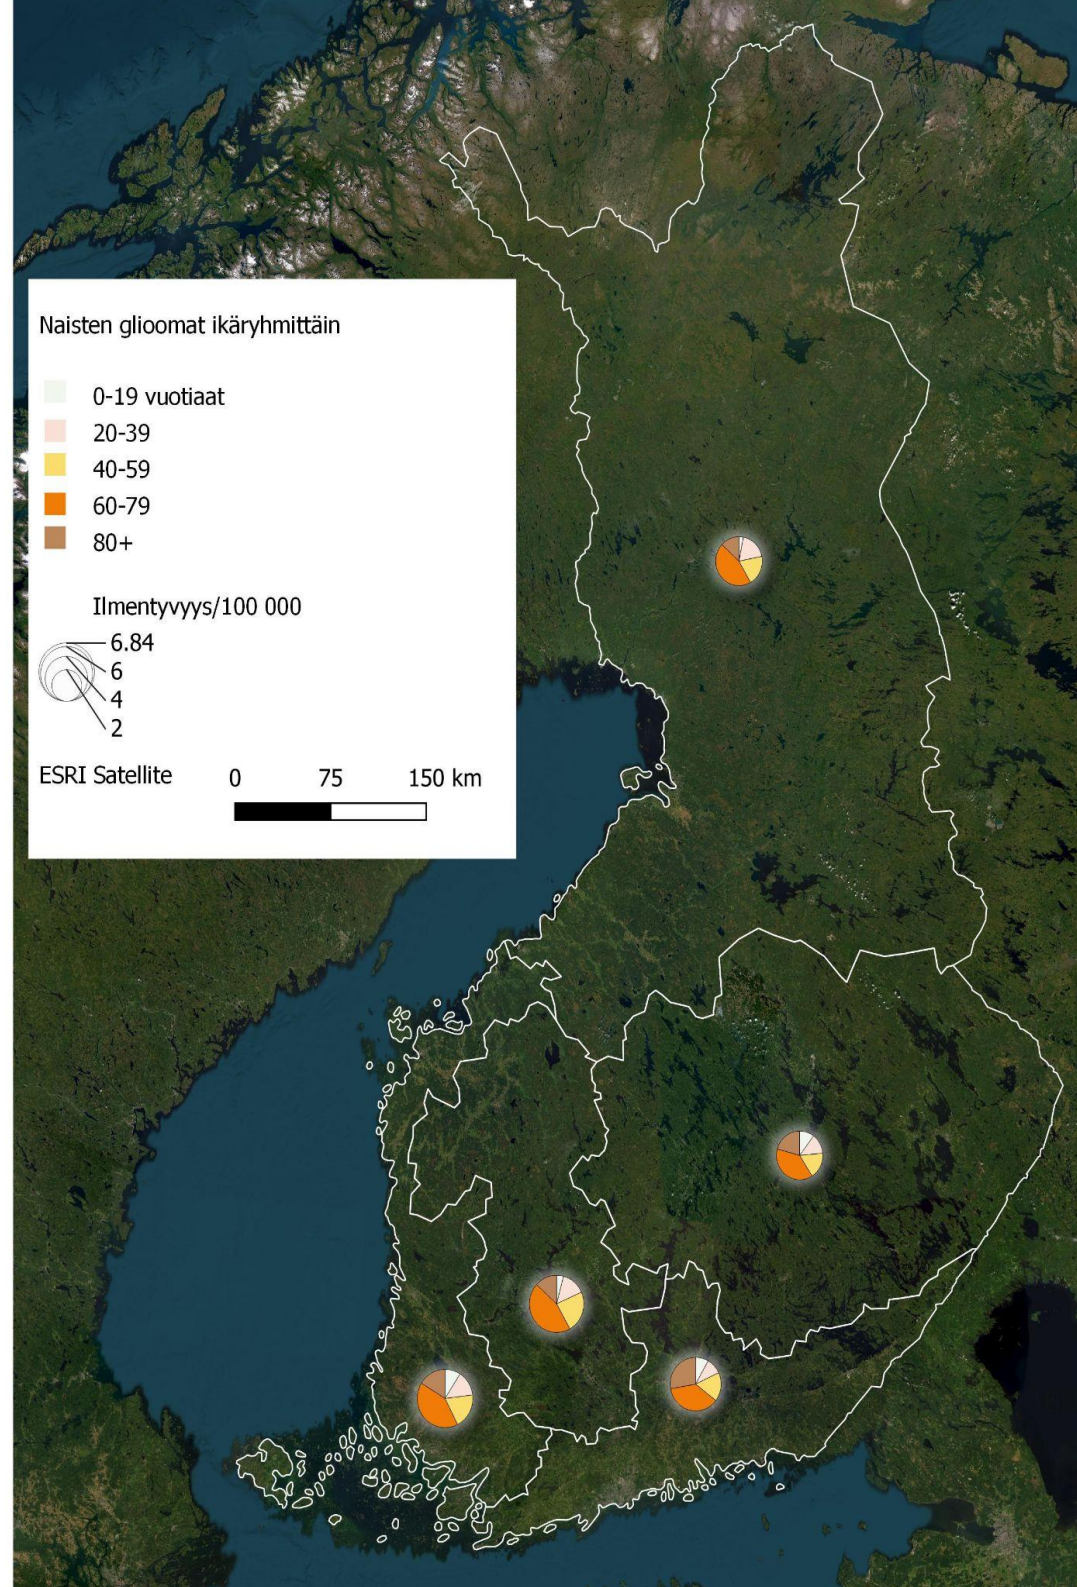 Naisten glioomat ikäryhmittäin
0-19 vuotiaat
20-39
40-59
60-79
80+
Ilmentyvyys/100 000
6.84
6
4
2
ESRI Satellite
0 75 150 km